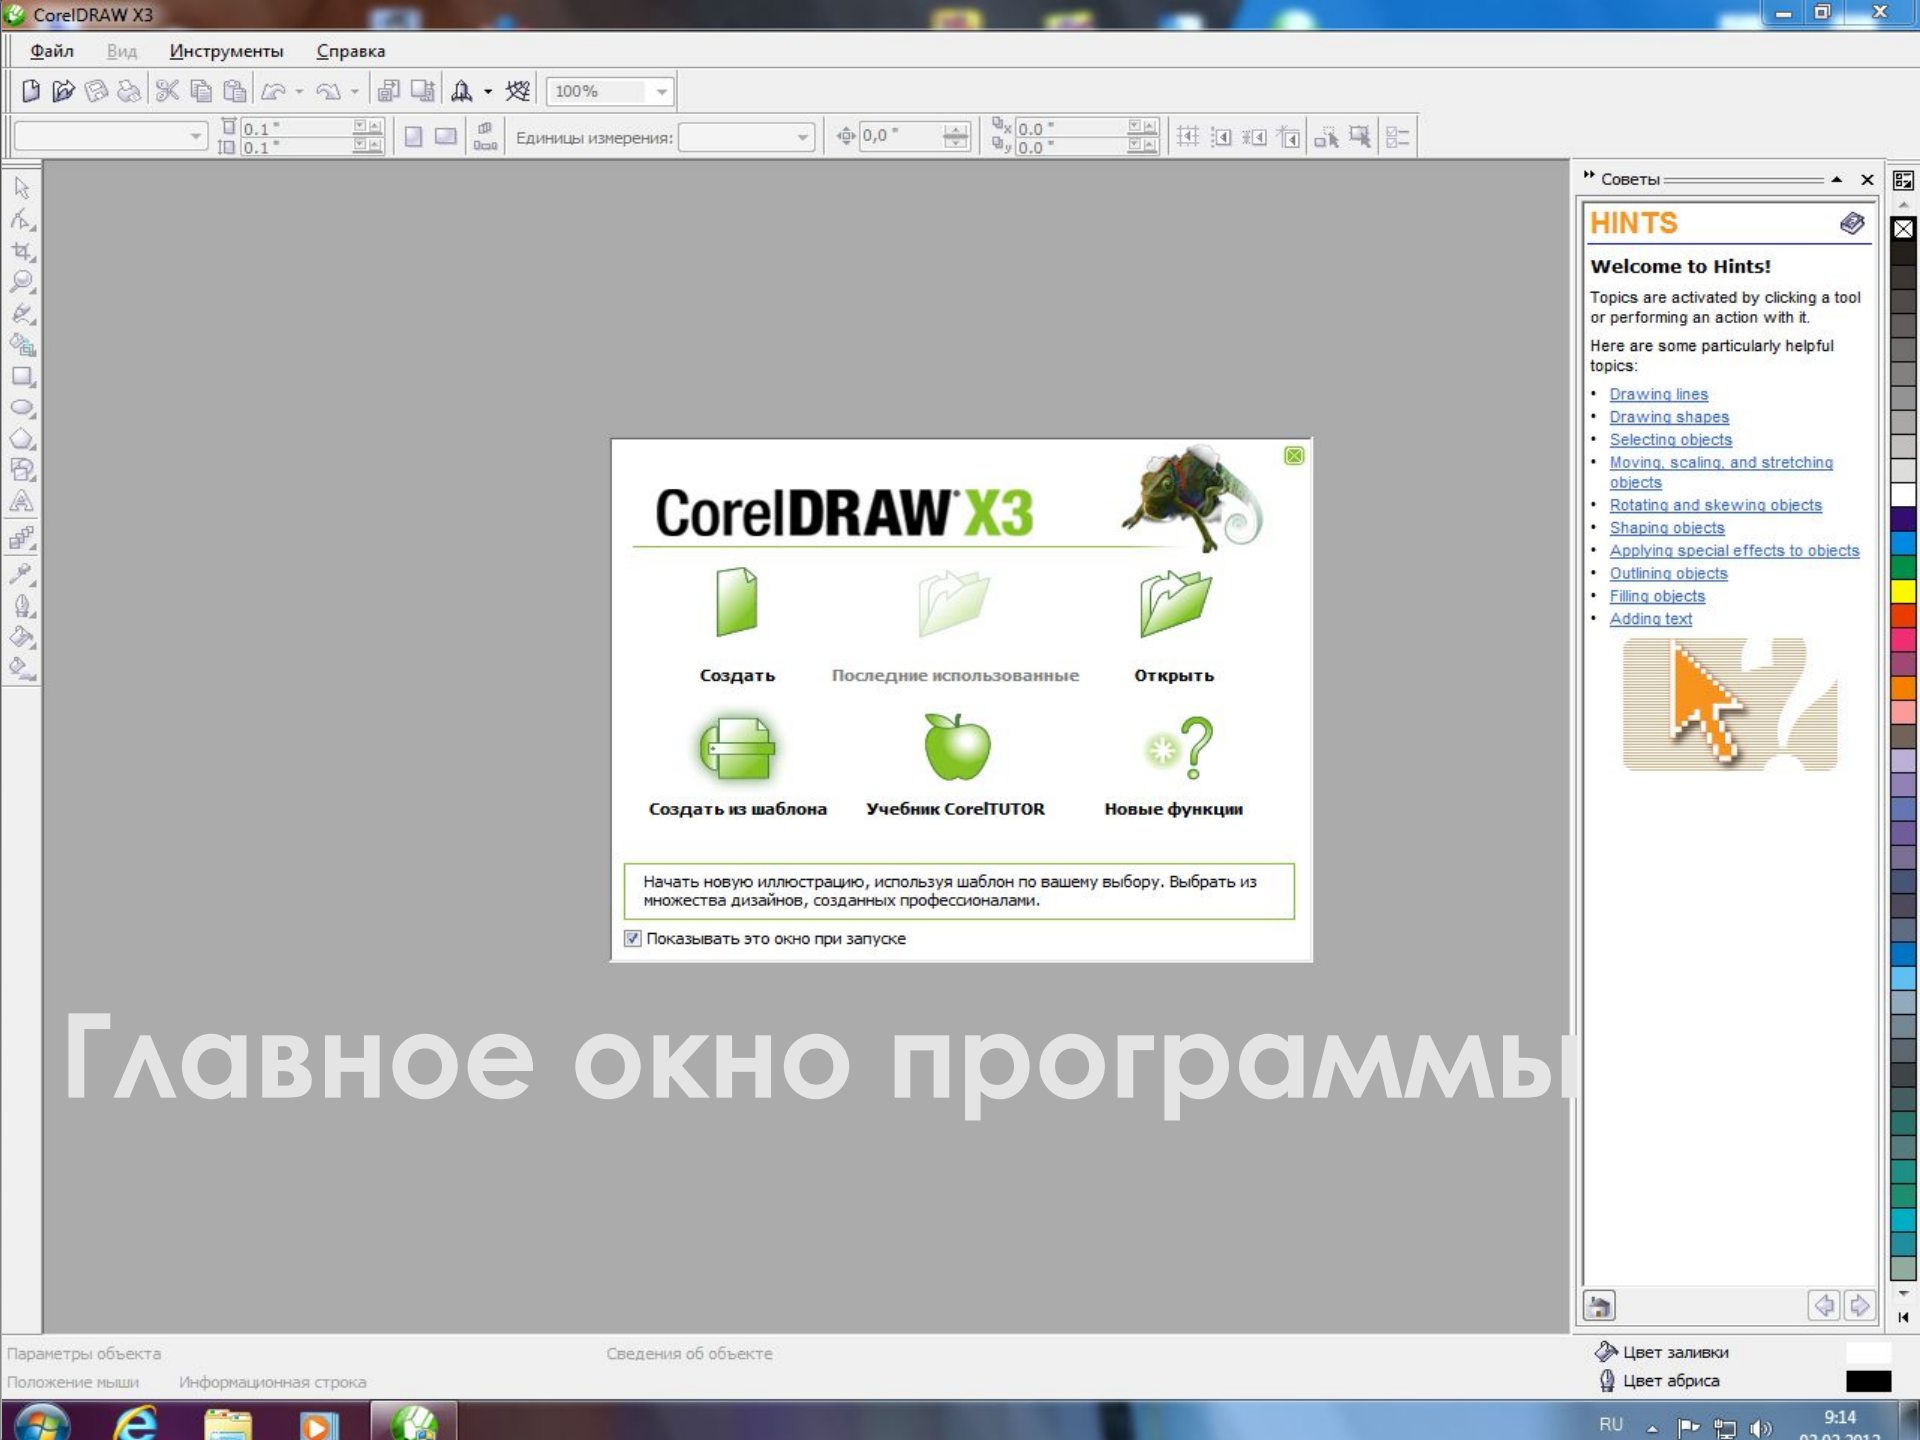 CorelDRAW X3
Файл Вид Инструменты Справка
100%
0.1 "
0.1 "
Единицы измерения:
0,0 "
x 0.0 "
y 0.0 "
Советы
HINTS
Welcome to Hints!
Topics are activated by clicking a tool
or performing an action with it.
Here are some particularly helpful
topics:
• Drawing lines
• Drawing shapes
• Selecting objects
• Moving, scaling, and stretching
objects
• Rotating and skewing objects
• Shaping objects
• Applying special effects to objects
• Outlining objects
• Filling objects
• Adding text
CorelDRAW X3
Создать
Последние использованные
Открыть
Создать из шаблона
Учебник CorelTUTOR
Новые функции
Начать новую иллюстрацию, используя шаблон по вашему выбору. Выбрать из
множества дизайнов, созданных профессионалами.
Показывать это окно при запуске
Главное окно программы
Параметры объекта
Сведения об объекте
Положение мыши
Информационная строка
Цвет заливки
Цвет абриса
RU
9:14